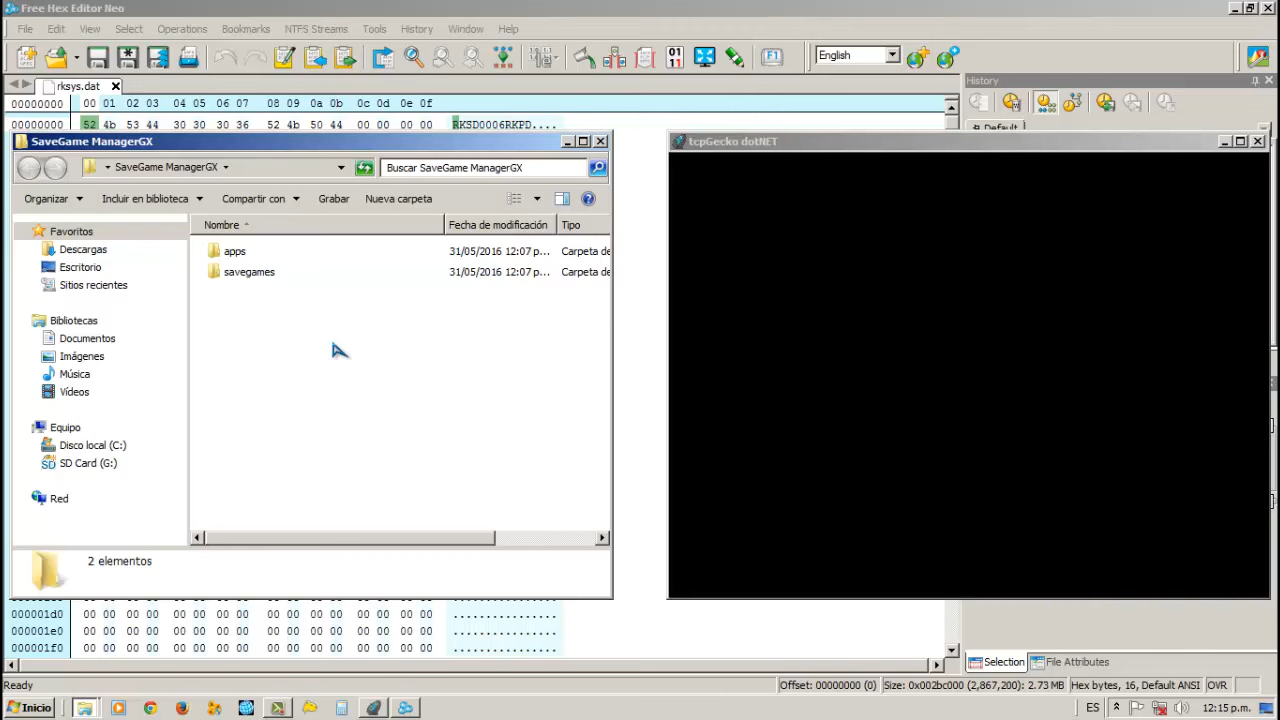 Free Hex Editor Neo
File Edit View Select Operations Bookmarks NTFS Streams Tools History Window Help
English
rksys.dat
History
00000000 00 01 02 03 04 05 06 07 08 09 0a 0b 0c 0d 0e 0f
00000000 52 4b 53 44 30 30 30 36 52 4b 50 44 00 00 00 00 RKSD0006RKPD....
Default
SaveGame ManagerGX
SaveGame ManagerGX
Buscar SaveGame ManagerGX
Organizar Incluir en biblioteca Compartir con Grabar Nueva carpeta
Favoritos
Descargas
Escritorio
Sitios recientes
Bibliotecas
Documentos
Imágenes
Música
Vídeos
Equipo
Disco local (C:)
SD Card (G:)
Red
Nombre Fecha de modificación Tipo
apps 31/05/2016 12:07 p... Carpeta de
savegames 31/05/2016 12:07 p... Carpeta de
2 elementos
tcpGecko dotNET
000001d0 00 00 00 00 00 00 00 00 00 00 00 00 00 00 00 00 ................
000001e0 00 00 00 00 00 00 00 00 00 00 00 00 00 00 00 00 ................
000001f0 00 00 00 00 00 00 00 00 00 00 00 00 00 00 00 00 ................
Selection File Attributes
Ready Offset: 00000000 (0) Size: 0x002bc000 (2,867,200): 2.73 MB Hex bytes, 16, Default ANSI OVR
Inicio ES 12:15 p.m.